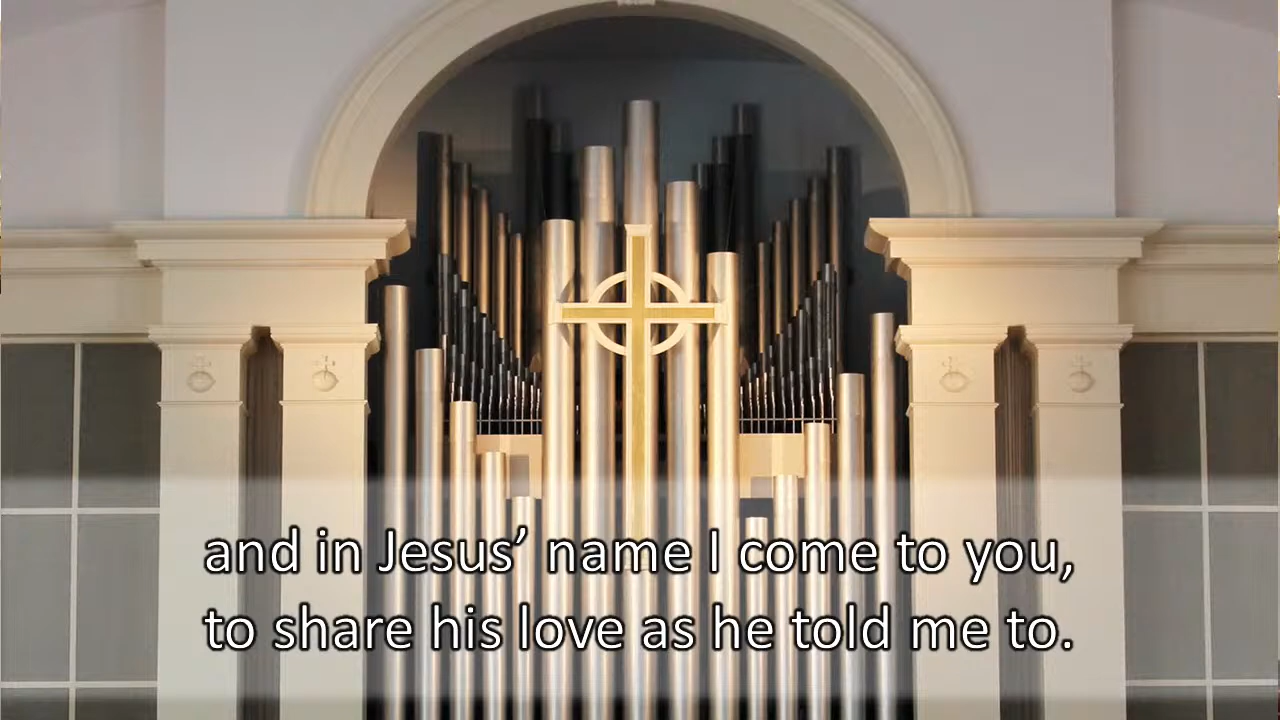 and in Jesus’ name I come to you,
to share his love as he told me to.